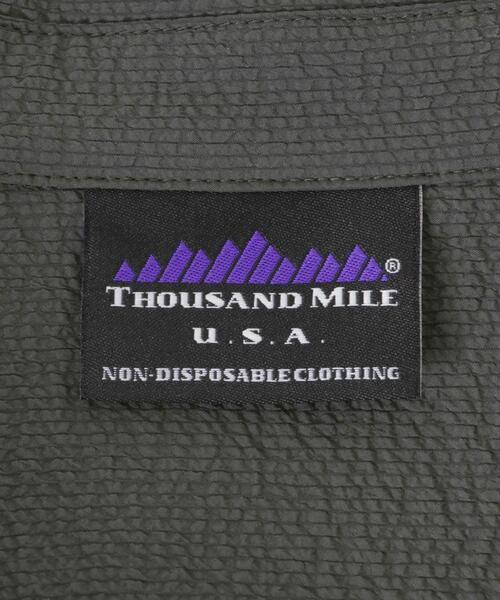 ®
THOUSAND MILE
U.S.A.
NON-DISPOSABLE CLOTHING